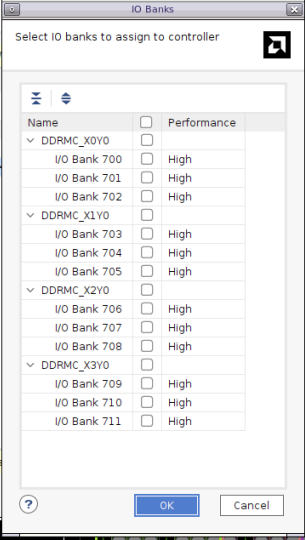 IO Banks
Select IO banks to assign to controller
Name Performance
DDRMC_X0Y0
I/O Bank 700 High
I/O Bank 701 High
I/O Bank 702 High
DDRMC_X1Y0
I/O Bank 703 High
I/O Bank 704 High
I/O Bank 705 High
DDRMC_X2Y0
I/O Bank 706 High
I/O Bank 707 High
I/O Bank 708 High
DDRMC_X3Y0
I/O Bank 709 High
I/O Bank 710 High
I/O Bank 711 High
? OK Cancel